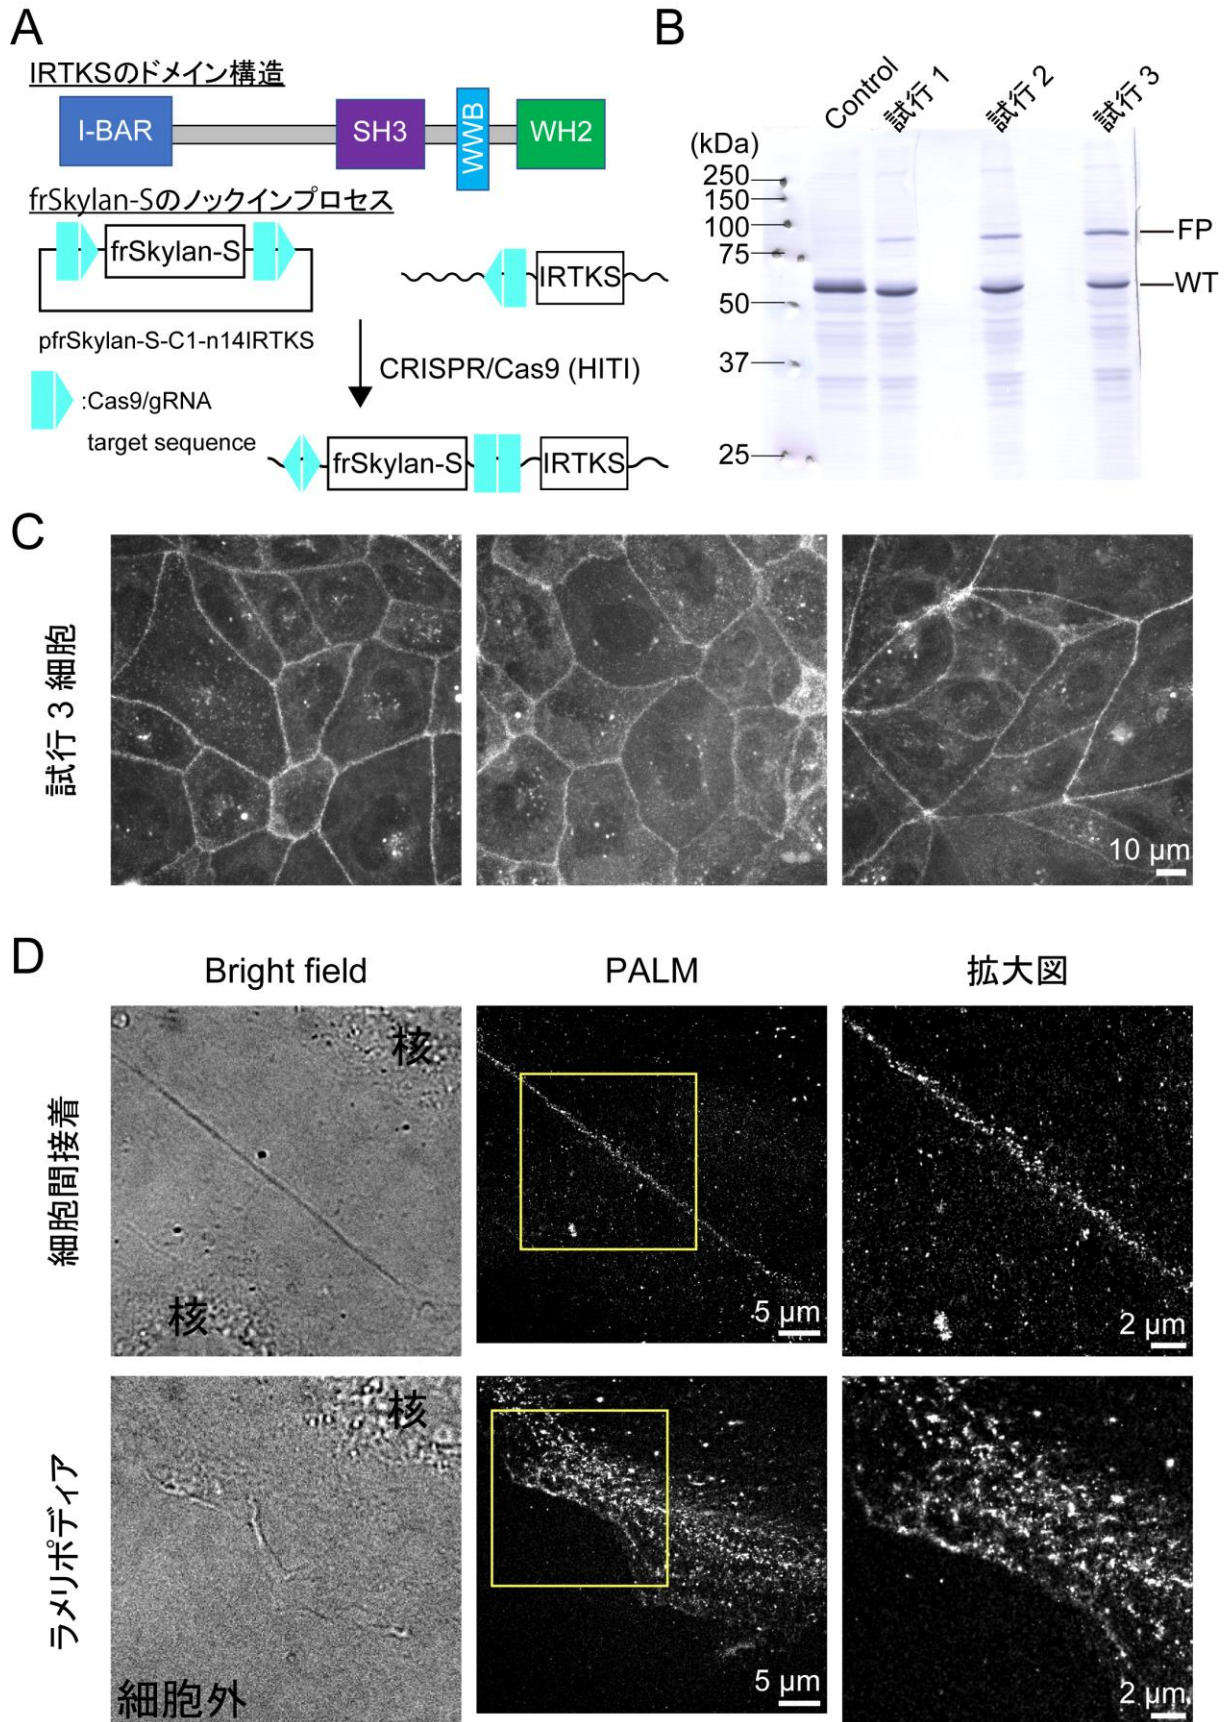 A
IRTKSのドメイン構造
I-BAR
SH3
WWB
WH2
frSkylan-Sのノックインプロセス
frSkylan-S
IRTKS
pfrSkylan-S-C1-n14IRTKS
CRISPR/Cas9 (HITI)
:Cas9/gRNA
target sequence
frSkylan-S
IRTKS
B
Control
試行 1
試行 2
試行 3
(kDa)
250
150
100
75
50
37
25
FP
WT
C
試行 3 細胞
10 µm
D
Bright field
PALM
拡大図
細胞間接着
核
核
5 µm
2 µm
ラメリポディア
核
細胞外
5 µm
2 µm